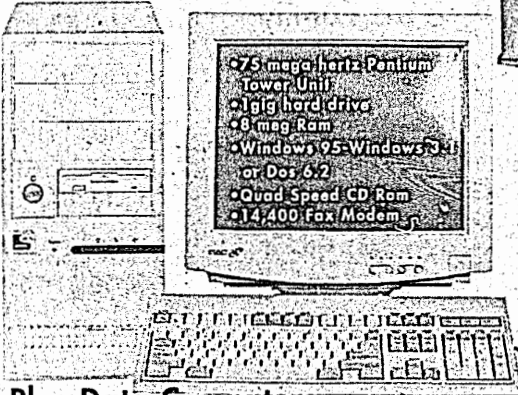 •75 mega hertz Pentium
Tower Unit
•1gig hard drive
•8 meg Ram
•Windows 95-Windows 3.1
or Dos 6.2
•Quad Speed CD Rom
•14,400 Fax Modem